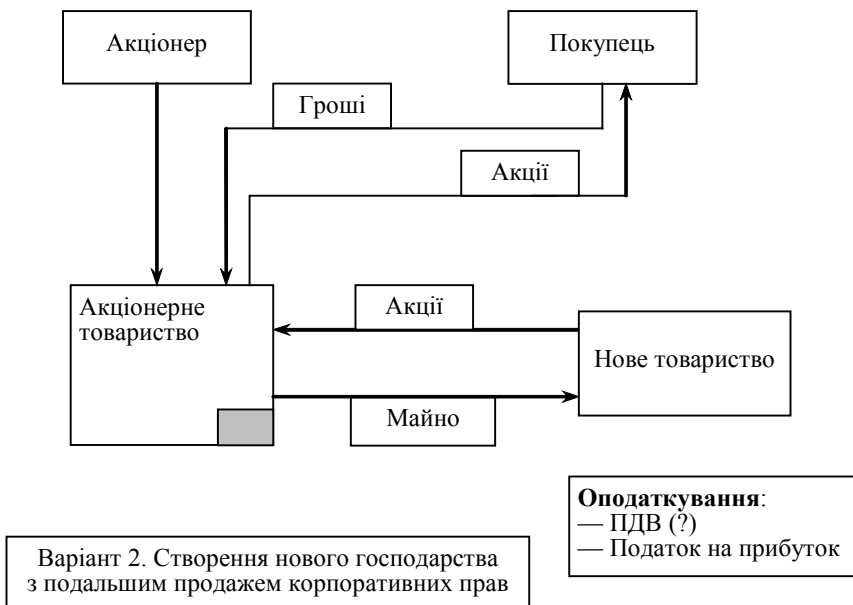 Акціонер
Покупець
Гроші
Акції
Акціонерне
товариство
Акції
Нове товариство
Майно
Оподаткування:
— ПДВ (?)
— Податок на прибуток
Варіант 2. Створення нового господарства
з подальшим продажем корпоративних прав